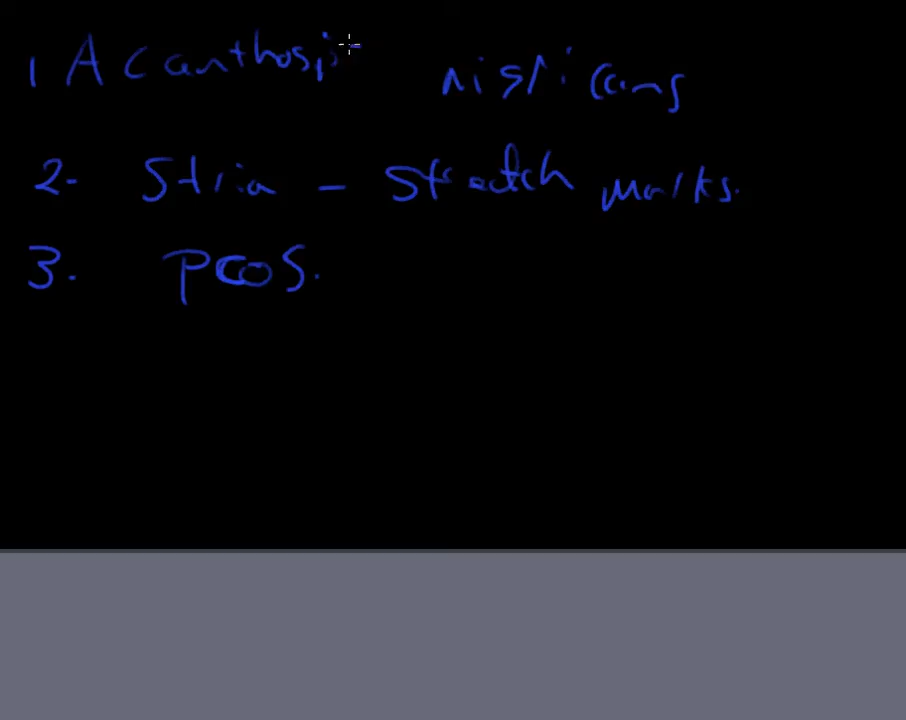 1 Acanthosis nigricans
2. Stria - Stretch marks.
3. PCOS.